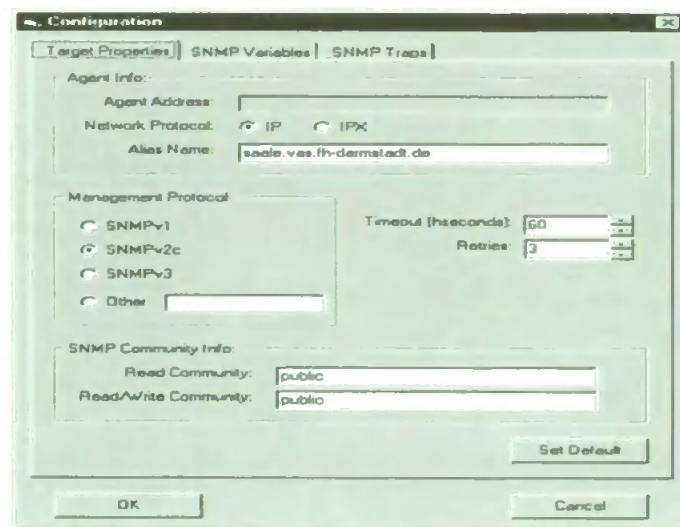 Configuration
Target Properties SNMP Variables SNMP Traps
Agent Info:
Agent Address:
Network Protocol: IP IPX
Alias Name: saale.vas.fh-darmstadt.de
Management Protocol
SNMPv1
SNMPv2c
SNMPv3
Other
Timeout [hseconds]: 60
Retries: 3
SNMP Community Info:
Read Community: public
Read/Write Community: public
Set Default
OK Cancel